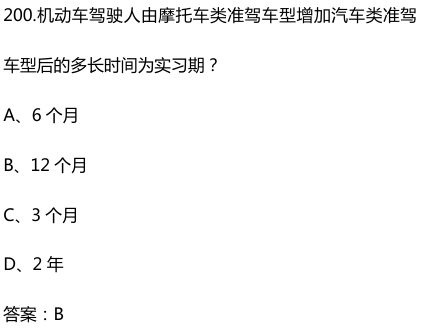 200.机动车驾驶人由摩托车类准驾车型增加汽车类准驾
车型后的多长时间为实习期？
A、6 个月
B、12 个月
C、3 个月
D、2 年
答案：B